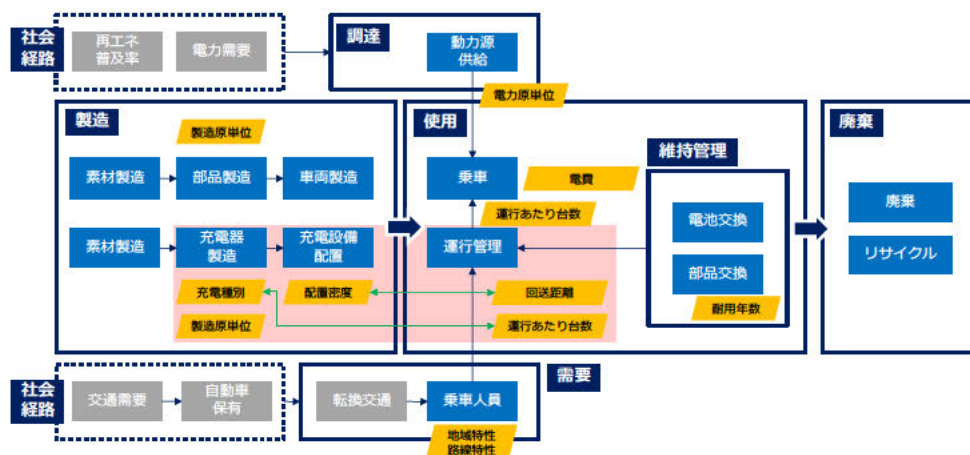 社会
経路
再エネ
普及率
電力需要
調達
動力源
供給
電力原単位
製造
製造原単位
素材製造
部品製造
車両製造
素材製造
充電器
製造
充電設備
配置
充電種別
配置密度
製造原単位
使用
乗車
電費
運行あたり台数
運行管理
回送距離
運行あたり台数
維持管理
電池交換
部品交換
耐用年数
廃棄
廃棄
リサイクル
社会
経路
交通需要
自動車
保有
需要
転換交通
乗車人員
地域特性
路線特性